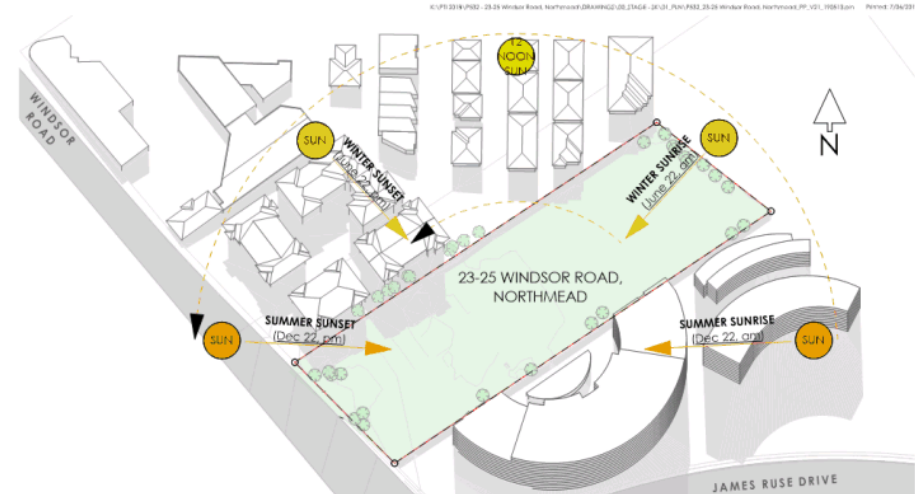 WINDSOR
ROAD
12
NOON
SUN
SUN
WINTER SUNSET
(June 22, pm)
SUN
WINTER SUNRISE
(June 22, am)
N
23-25 WINDSOR ROAD,
NORTHMEAD
SUMMER SUNSET
(Dec 22, pm)
SUN
SUMMER SUNRISE
(Dec 22, am)
SUN
JAMES RUSE DRIVE